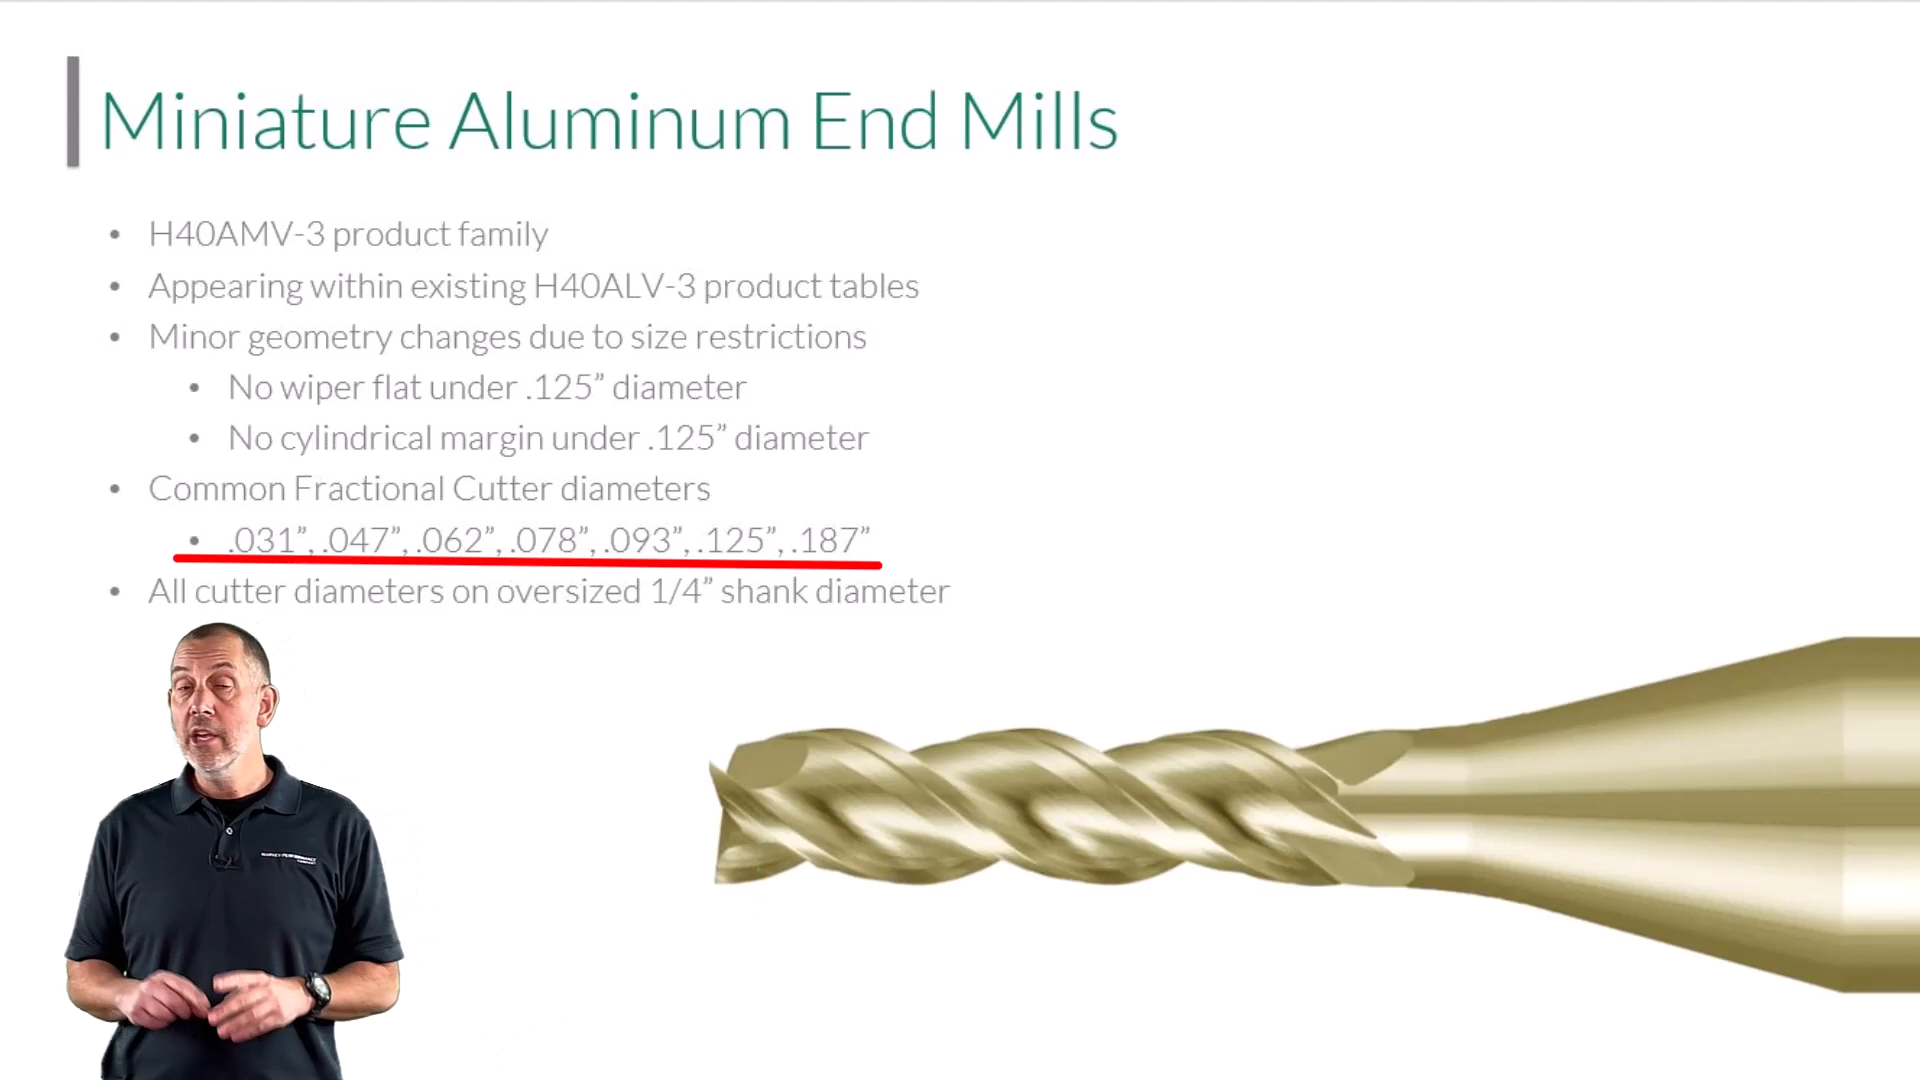 Miniature Aluminum End Mills
• H40AMV-3 product family
• Appearing within existing H40ALV-3 product tables
• Minor geometry changes due to size restrictions
• No wiper flat under .125” diameter
• No cylindrical margin under .125” diameter
• Common Fractional Cutter diameters
• .031”, .047”, .062”, .078”, .093”, .125”, .187”
• All cutter diameters on oversized 1/4” shank diameter